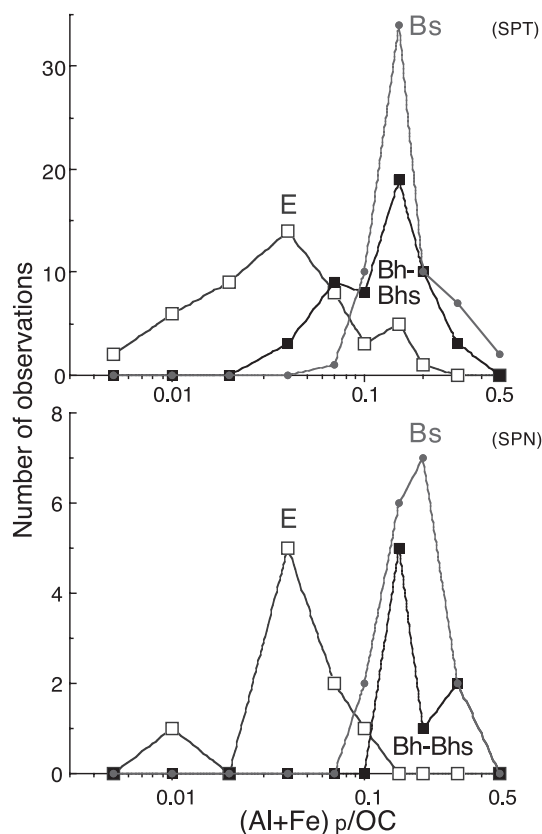 Bs (SPT)
30
E
20
Bh-
Bhs
10
0
0.01 0.1 0.5
Number of observations
8
Bs (SPN)
6
E
4
2
Bh-Bhs
0
0.01 0.1 0.5
(Al+Fe) p/OC